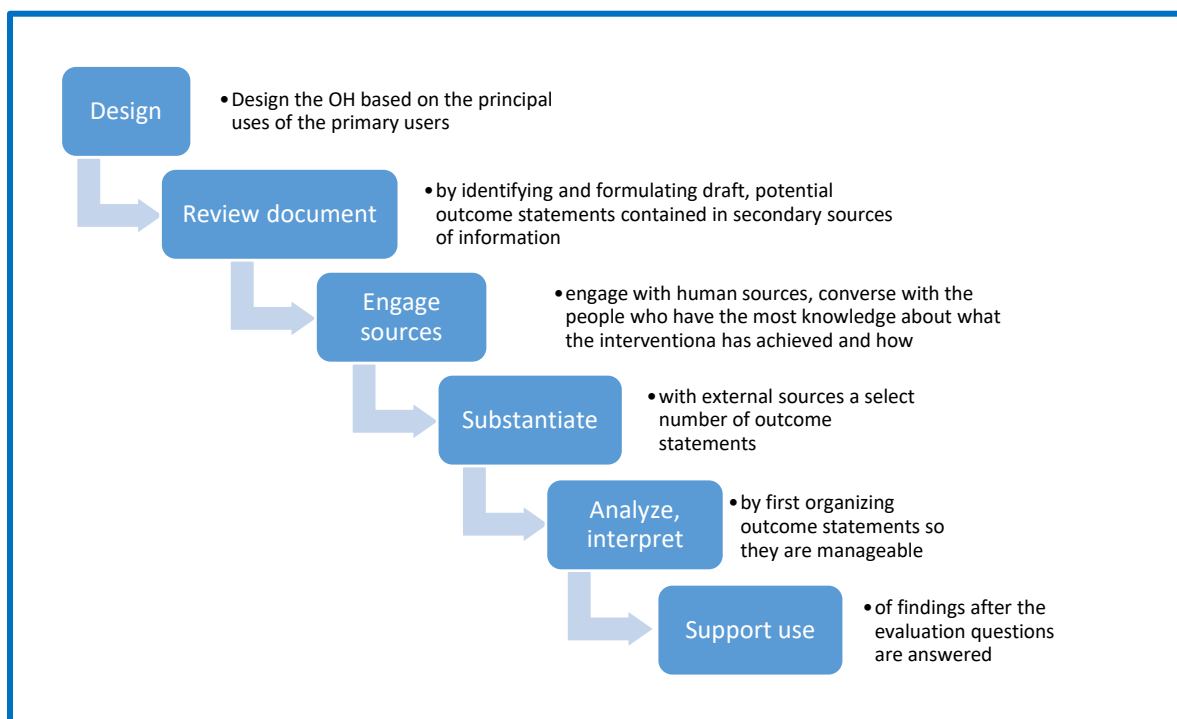 Design
•Design the OH based on the principal
uses of the primary users
Review document
•by identifying and formulating draft, potential
outcome statements contained in secondary sources
of information
Engage
sources
•engage with human sources, converse with the
people who have the most knowledge about what
the interventiona has achieved and how
Substantiate
•with external sources a select
number of outcome
statements
Analyze,
interpret
•by first organizing
outcome statements so
they are manageable
Support use
•of findings after the
evaluation questions
are answered